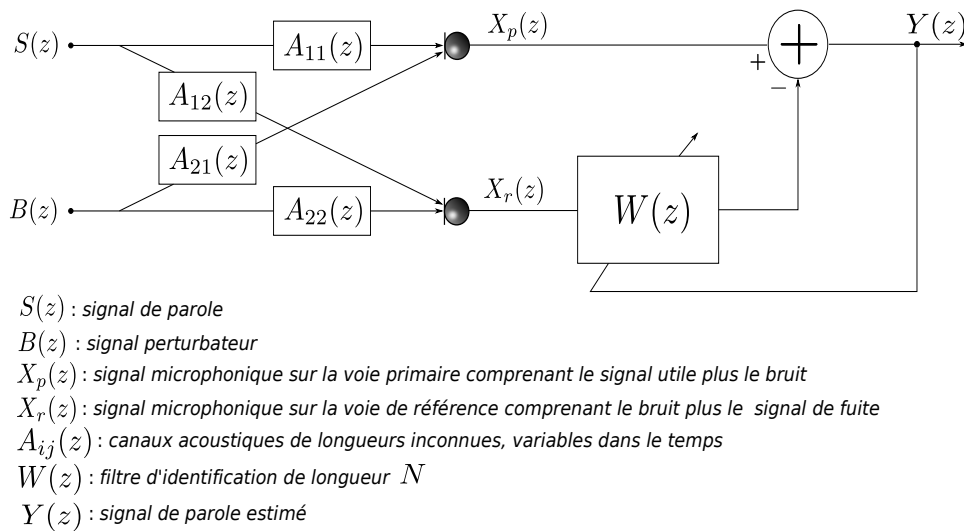 S(z)
A₁₁(z)
Xₚ(z)
+
Y(z)
+
−
A₁₂(z)
A₂₁(z)
B(z)
A₂₂(z)
Xᵣ(z)
W(z)
S(z) : signal de parole
B(z) : signal perturbateur
Xₚ(z) : signal microphonique sur la voie primaire comprenant le signal utile plus le bruit
Xᵣ(z) : signal microphonique sur la voie de référence comprenant le bruit plus le signal de fuite
Aᵢⱼ(z) : canaux acoustiques de longueurs inconnues, variables dans le temps
W(z) : filtre d'identification de longueur N
Y(z) : signal de parole estimé